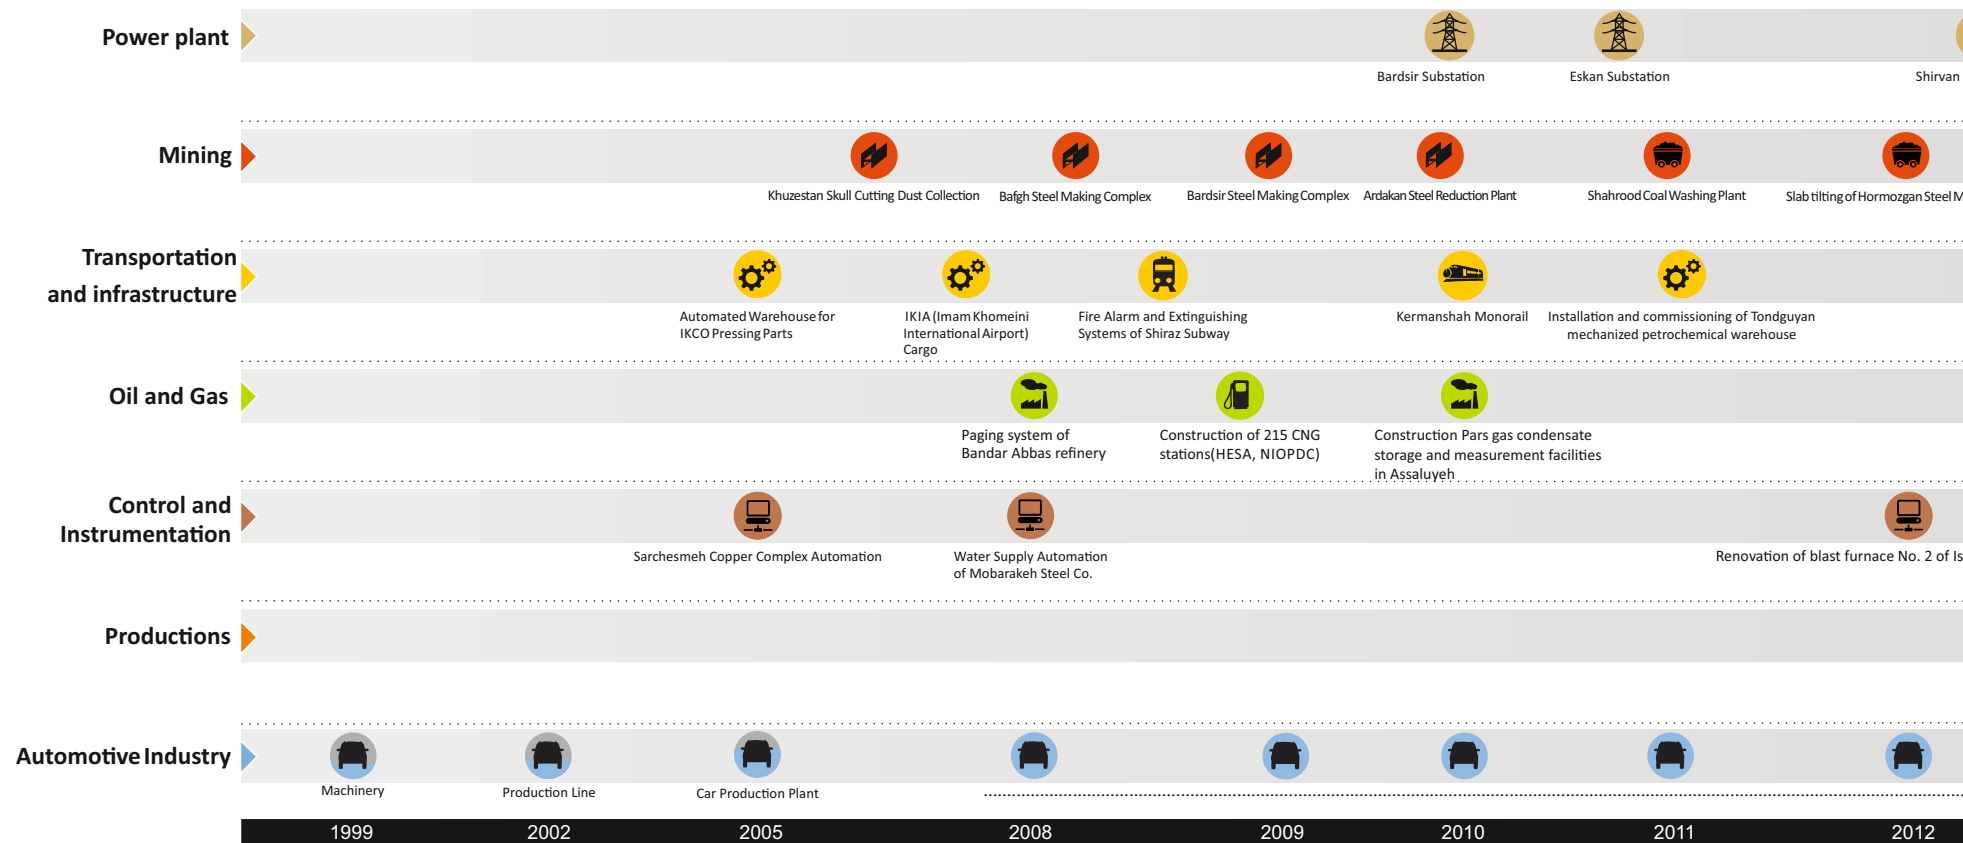 Power plant
Bardsir Substation
Eskan Substation
Shirvan
Mining
Khuzestan Skull Cutting Dust Collection
Bafgh Steel Making Complex
Bardsir Steel Making Complex
Ardakan Steel Reduction Plant
Shahrood Coal Washing Plant
Slab tilting of Hormozgan Steel M
Transportation
and infrastructure
Automated Warehouse for
IKCO Pressing Parts
IKIA (Imam Khomeini
International Airport)
Cargo
Fire Alarm and Extinguishing
Systems of Shiraz Subway
Kermanshah Monorail
Installation and commissioning of Tondguyan
mechanized petrochemical warehouse
Oil and Gas
Paging system of
Bandar Abbas refinery
Construction of 215 CNG
stations(HESA, NIOPDC)
Construction Pars gas condensate
storage and measurement facilities
in Assaluyeh
Control and
Instrumentation
Sarchesmeh Copper Complex Automation
Water Supply Automation
of Mobarakeh Steel Co.
Renovation of blast furnace No. 2 of Is
Productions
Automotive Industry
Machinery
Production Line
Car Production Plant
1999
2002
2005
2008
2009
2010
2011
2012